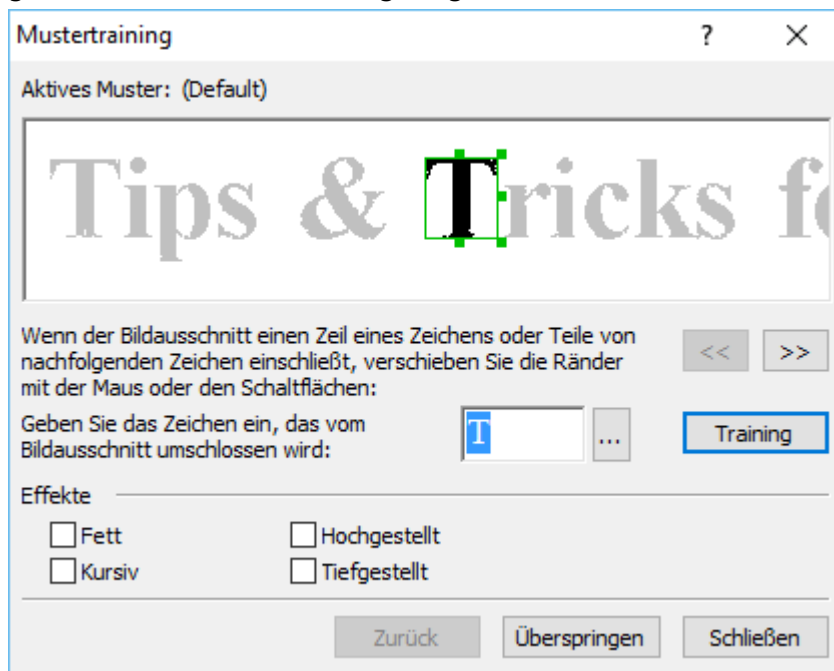 Mustertraining ? ×
Aktives Muster: (Default)
Tips & Tricks
Wenn der Bildausschnitt einen Zeil eines Zeichens oder Teile von
nachfolgenden Zeichen einschließt, verschieben Sie die Ränder
mit der Maus oder den Schaltflächen:
<< >>
Geben Sie das Zeichen ein, das vom
Bildausschnitt umschlossen wird:
T ... Training
Effekte
Fett Hochgestellt
Kursiv Tiefgestellt
Zurück Überspringen Schließen